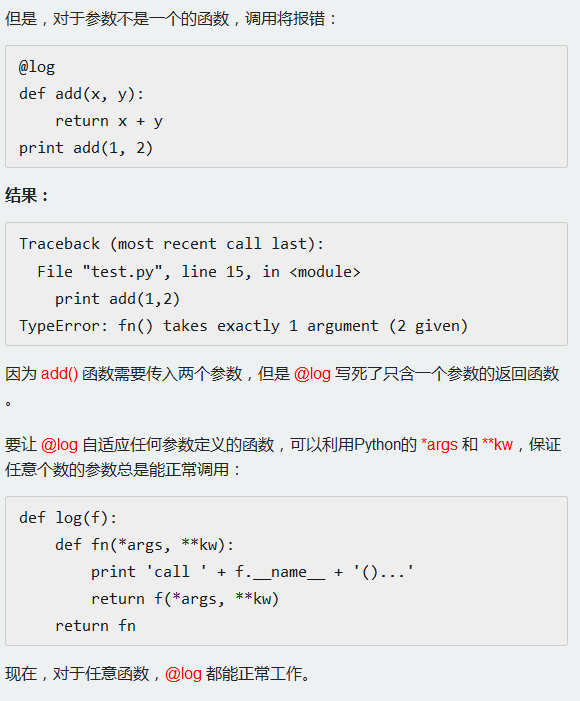 但是，对于参数不是一个的函数，调用将报错：
@log
def add(x, y):
    return x + y
print add(1, 2)
结果：
Traceback (most recent call last):
  File "test.py", line 15, in <module>
    print add(1,2)
TypeError: fn() takes exactly 1 argument (2 given)
因为 add() 函数需要传入两个参数，但是 @log 写死了只含一个参数的返回函数
。
要让 @log 自适应任何参数定义的函数，可以利用Python的 *args 和 **kw，保证
任意个数的参数总是能正常调用：
def log(f):
    def fn(*args, **kw):
        print 'call ' + f.__name__ + '()...'
        return f(*args, **kw)
    return fn
现在，对于任意函数，@log 都能正常工作。